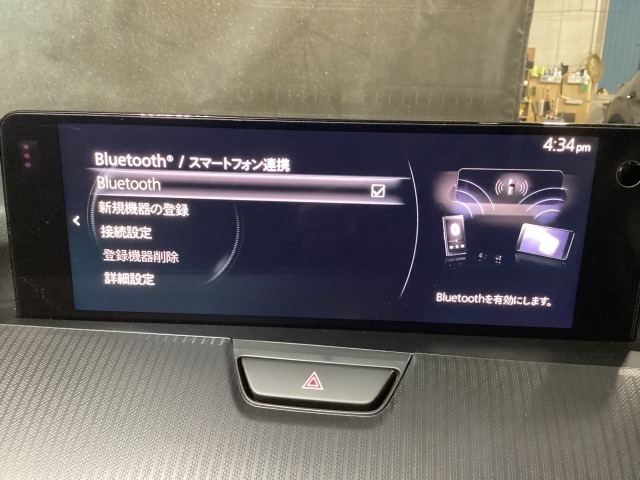 4:34 pm
Bluetooth® / スマートフォン連携
Bluetooth
新規機器の登録
接続設定
登録機器削除
詳細設定
Bluetoothを有効にします。